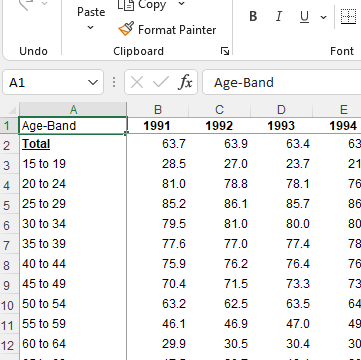 Copy
Paste
Format Painter
B I U
Undo Clipboard Font
A1 fx Age-Band
A B C D E
1 Age-Band 1991 1992 1993 1994
2 Total 63.7 63.9 63.4 63
3 15 to 19 28.5 27.0 23.7 21
4 20 to 24 81.0 78.8 78.1 76
5 25 to 29 85.2 86.1 85.7 86
6 30 to 34 79.5 81.0 80.0 80
7 35 to 39 77.6 77.0 77.4 78
8 40 to 44 75.9 76.2 76.4 76
9 45 to 49 70.4 71.5 73.3 73
10 50 to 54 63.2 62.5 63.5 64
11 55 to 59 46.1 46.9 47.0 49
12 60 to 64 29.9 30.5 30.4 30